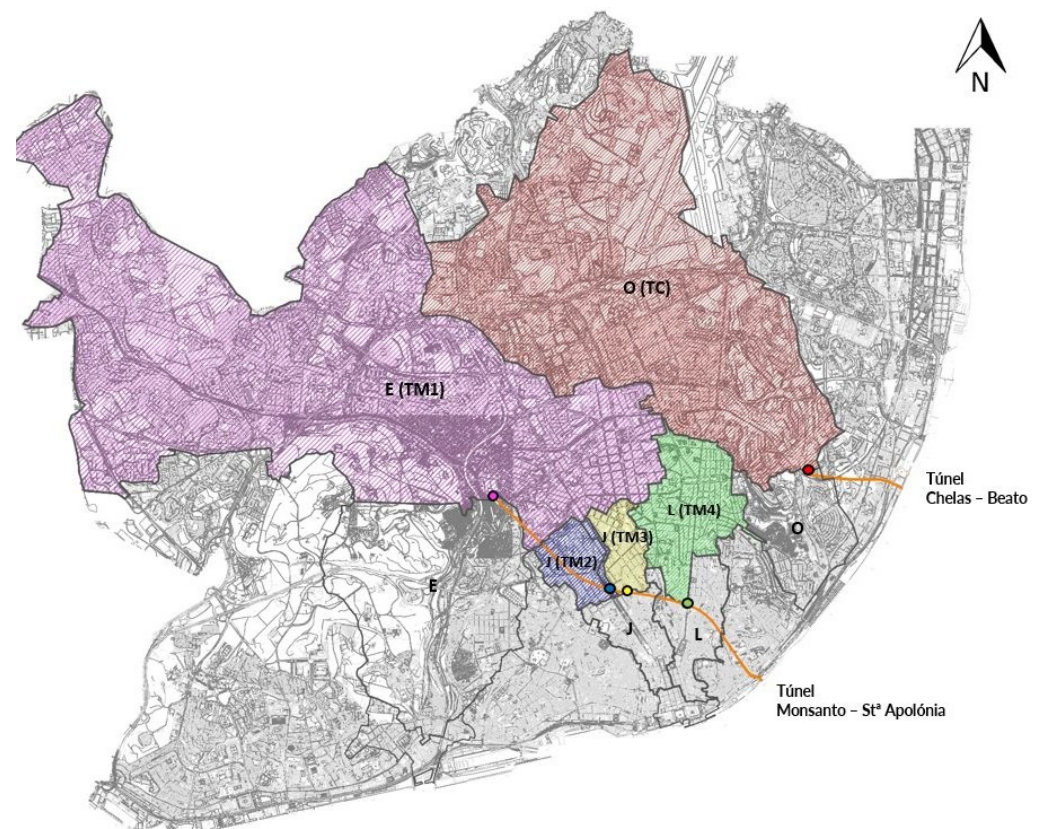 N
O (TC)
E (TM1)
Túnel
Chelas – Beato
L (TM4)
O
J (TM3)
J (TM2)
E
J
L
Túnel
Monsanto – Stª Apolónia